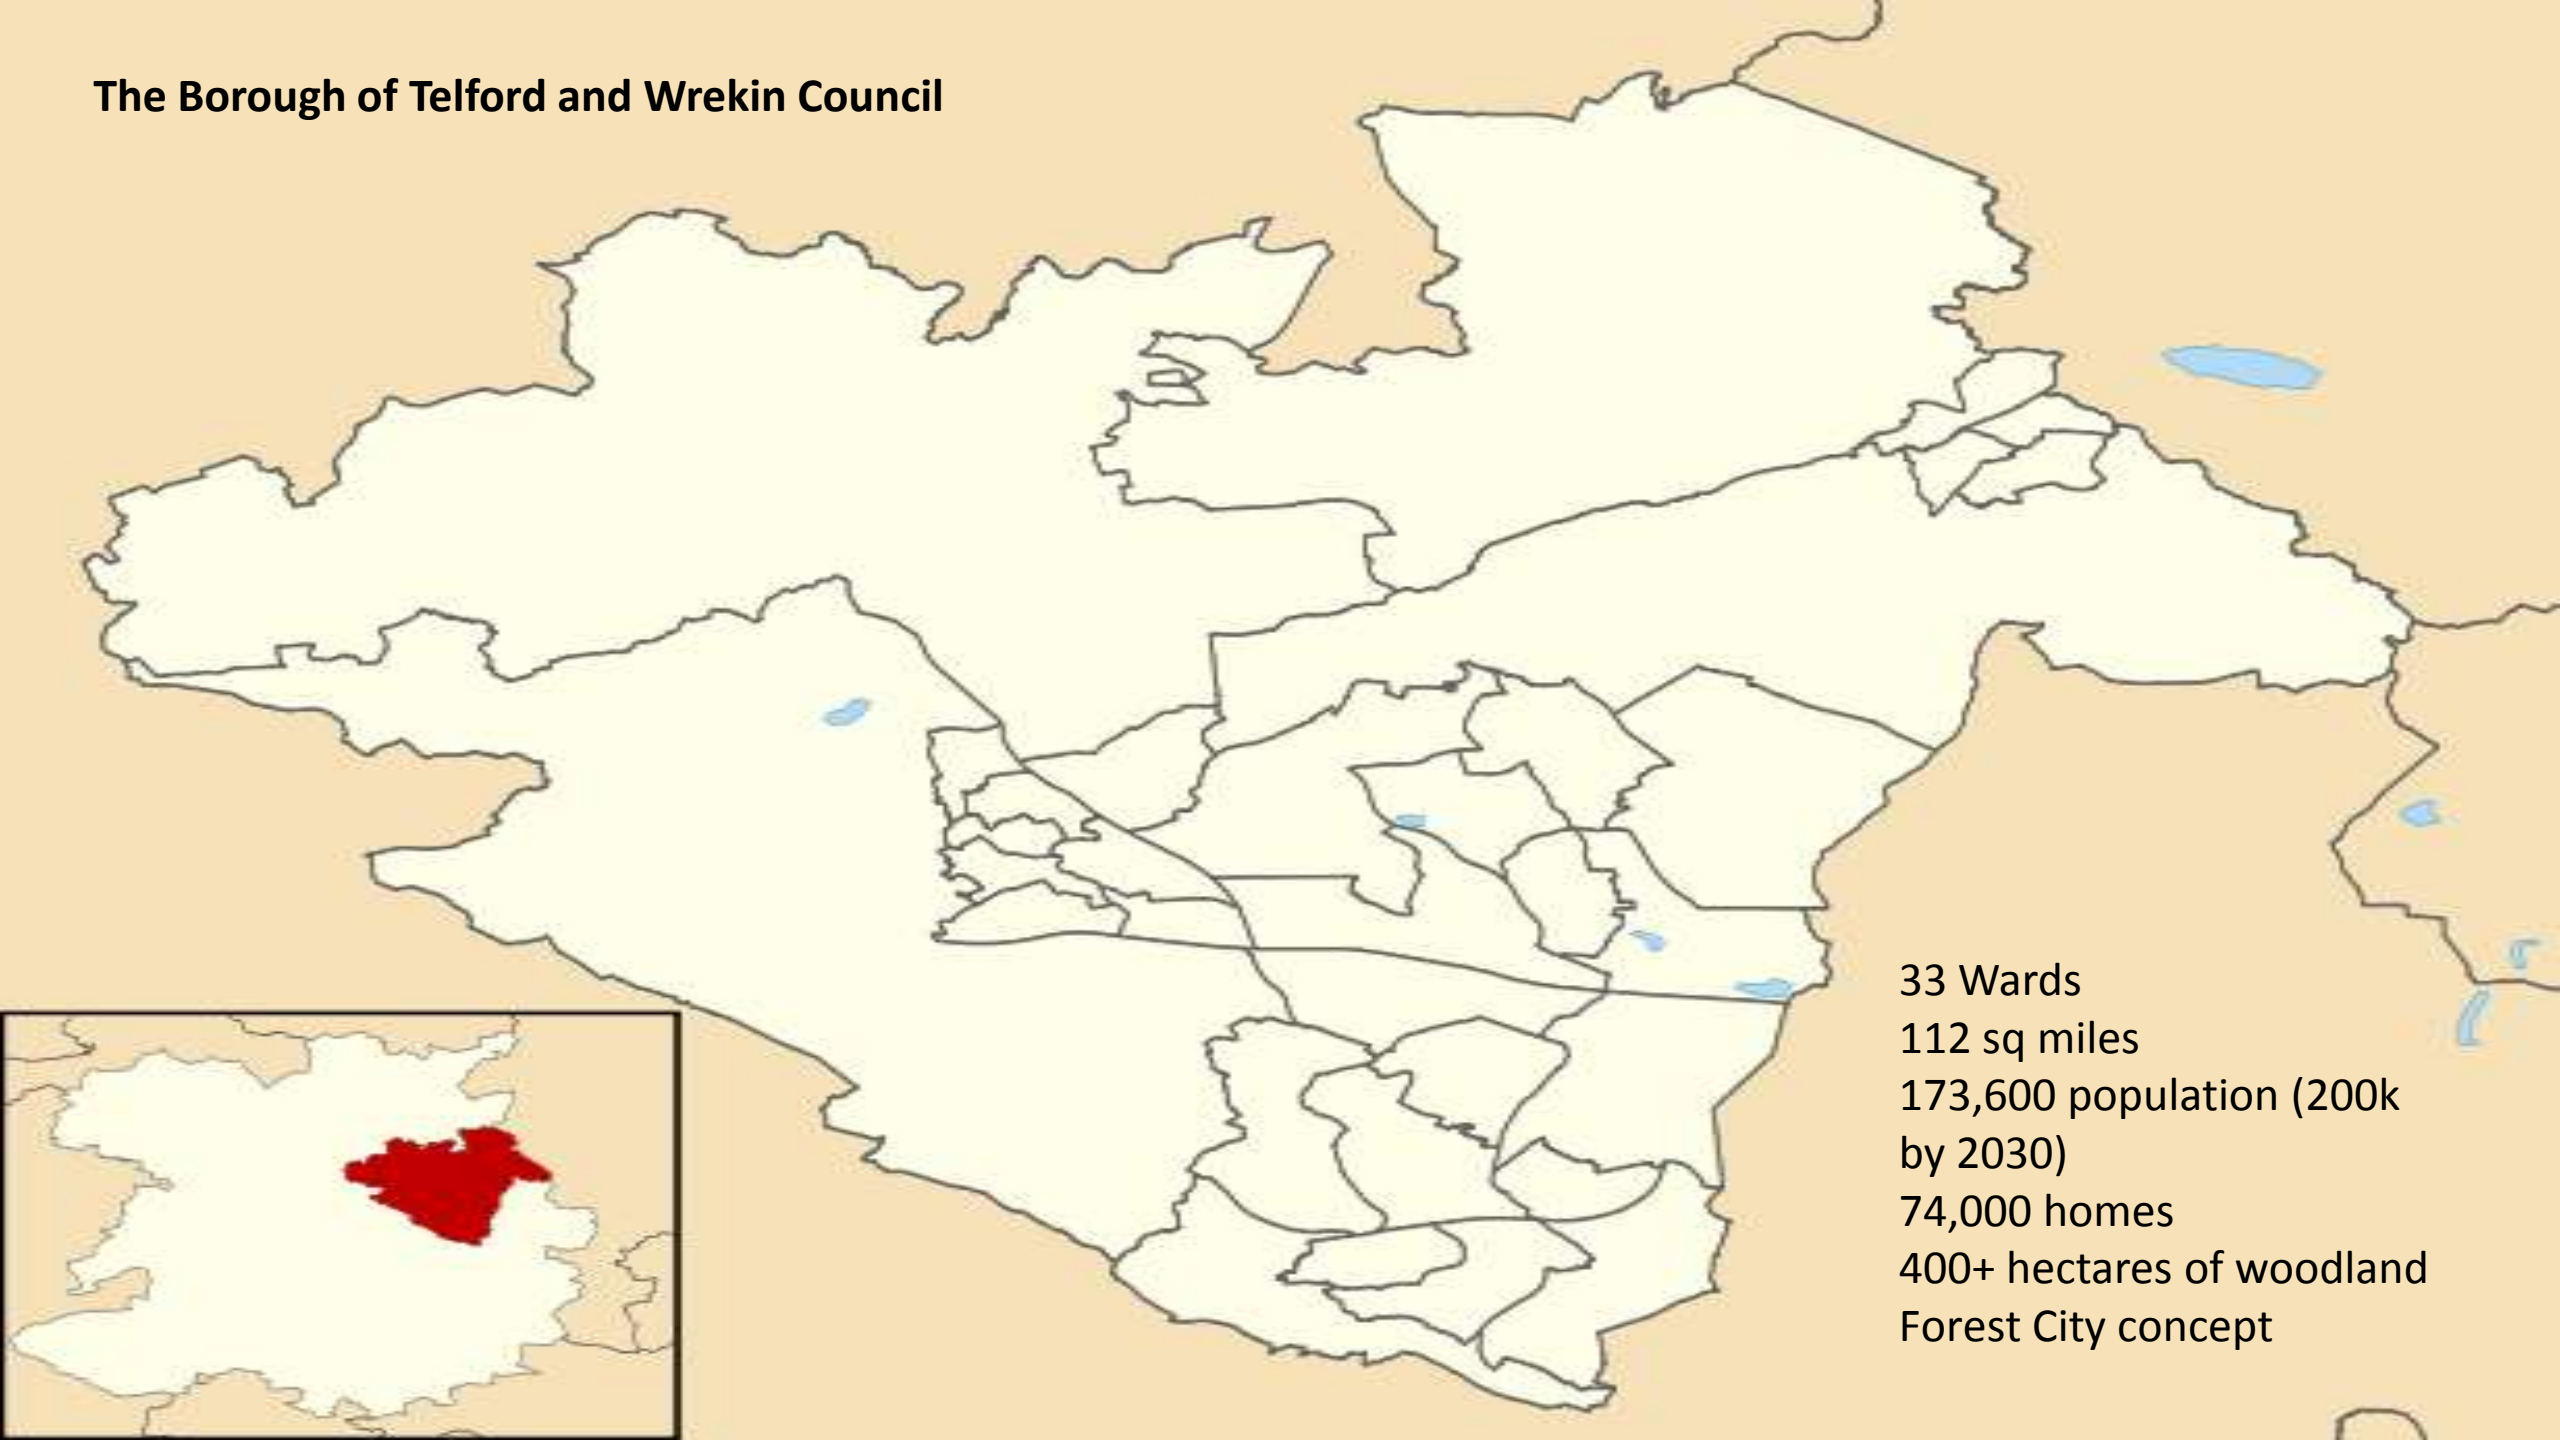 The Borough of Telford and Wrekin Council
33 Wards
112 sq miles
173,600 population (200k
by 2030)
74,000 homes
400+ hectares of woodland
Forest City concept